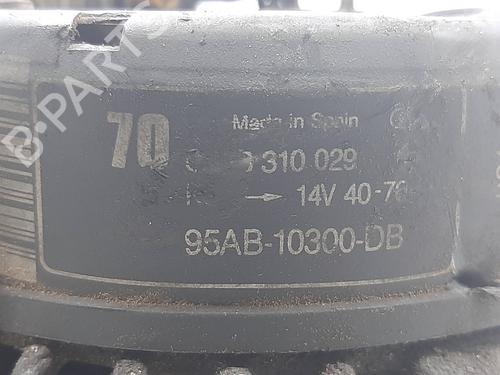 B-PARTS
70
Made in Spain
310 029
14V 40-70
95AB-10300-DB